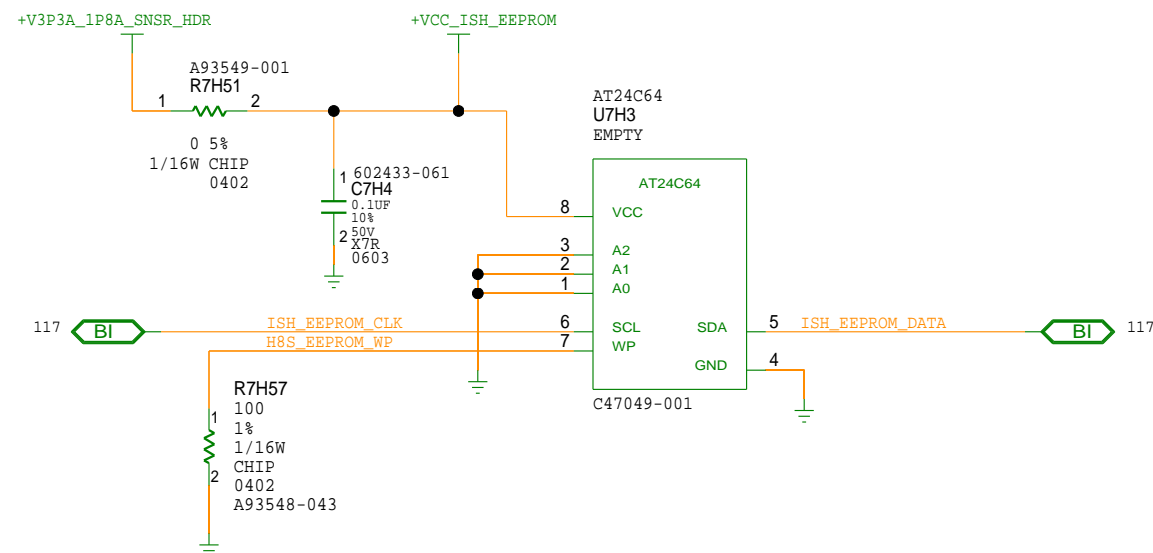 +V3P3A_1P8A_SNSR_HDR
+VCC_ISH_EEPROM
A93549-001
R7H51
1
2
0 5%
1/16W CHIP
0402
1
602433-061
C7H4
0.1UF
10%
50V
2
X7R
0603
AT24C64
U7H3
EMPTY
AT24C64
8
VCC
3
A2
2
A1
1
A0
117
BI
ISH_EEPROM_CLK
6
SCL
SDA
5
ISH_EEPROM_DATA
BI
117
H8S_EEPROM_WP
7
WP
GND
4
C47049-001
R7H57
100
1
1%
1/16W
CHIP
2
0402
A93548-043